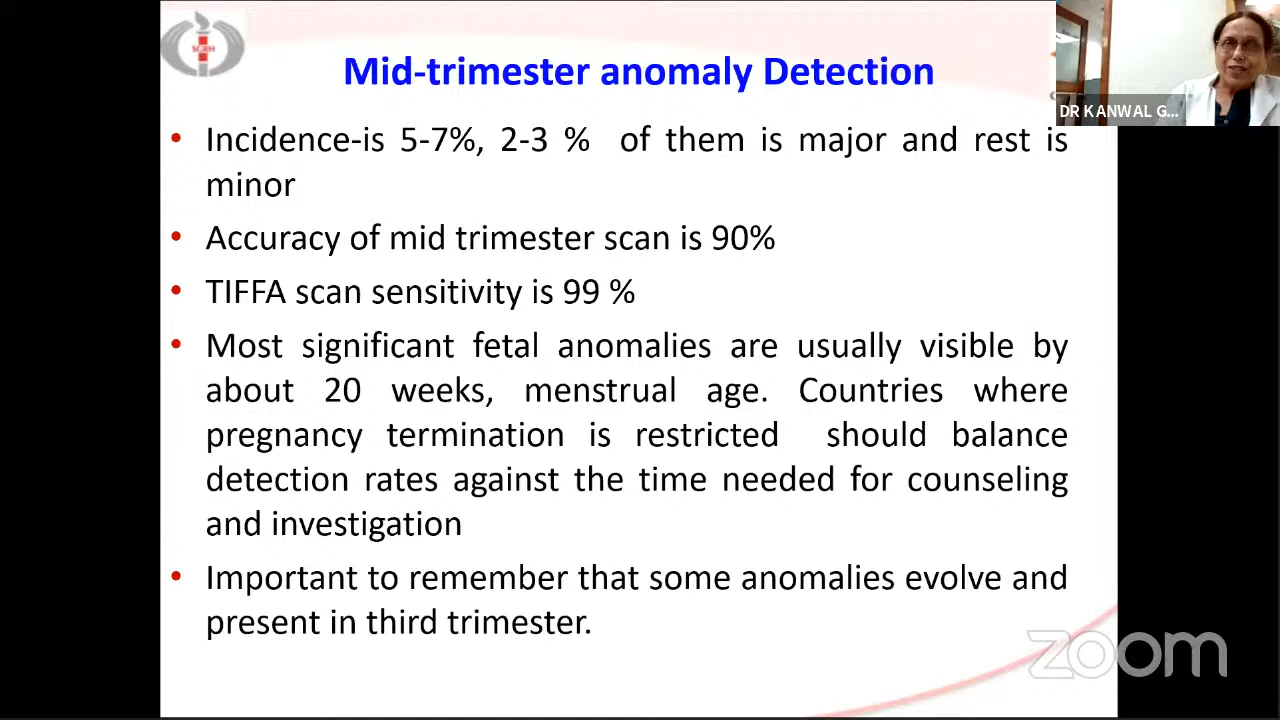 SGRH
Mid-trimester anomaly Detection
DR KANWAL G...
• Incidence-is 5-7%, 2-3 % of them is major and rest is
minor
• Accuracy of mid trimester scan is 90%
• TIFFA scan sensitivity is 99 %
• Most significant fetal anomalies are usually visible by
about 20 weeks, menstrual age. Countries where
pregnancy termination is restricted should balance
detection rates against the time needed for counseling
and investigation
• Important to remember that some anomalies evolve and
present in third trimester.
zoom